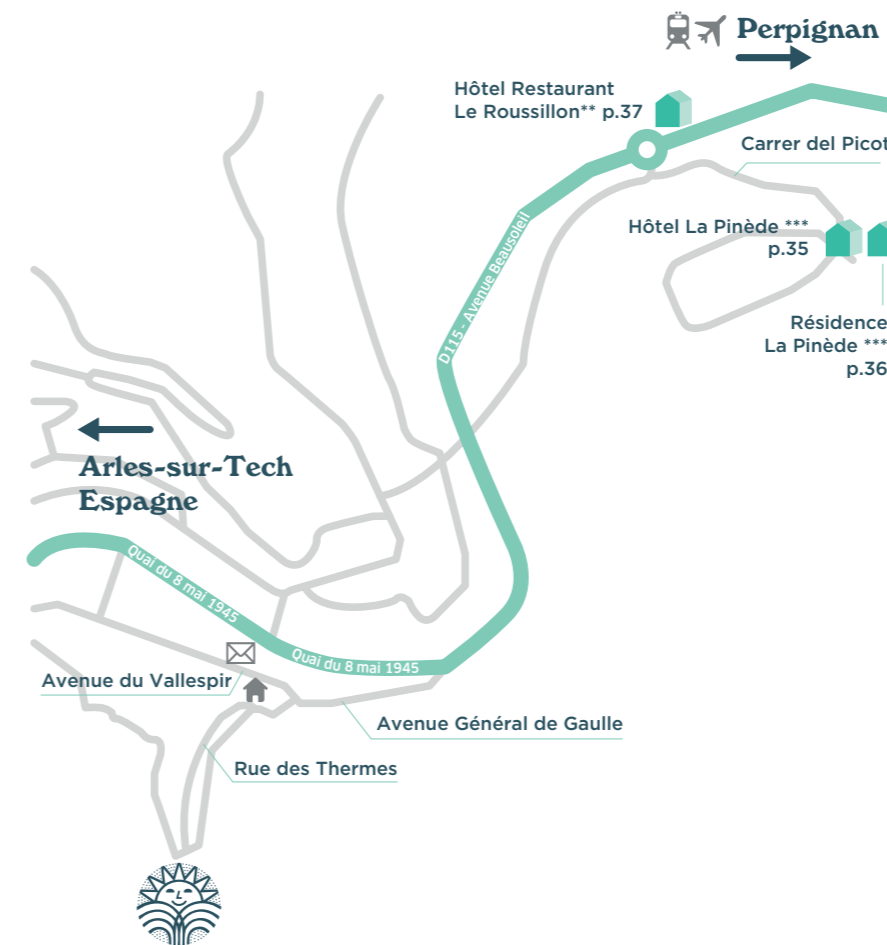 Perpignan
Hôtel Restaurant
Le Roussillon** p.37
Carrer del Picot
Hôtel La Pinède ***
p.35
D115 - Avenue Beausoleil
Résidence
La Pinède ***
p.36
Arles-sur-Tech
Espagne
Quai du 8 mai 1945
Quai du 8 mai 1945
Avenue du Vallespir
Avenue Général de Gaulle
Rue des Thermes